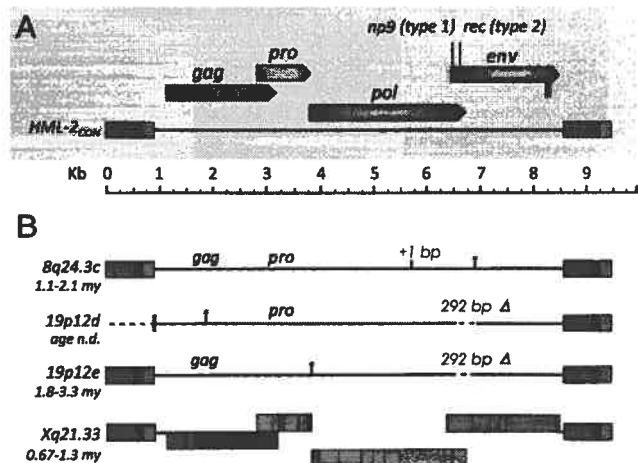 A
np9 (type 1) rec (type 2)
pro env
gag
pol
HML-2CON
Kb 0 1 2 3 4 5 6 7 8 9
B
gag pro +1 bp
8q24.3c
1.1-2.1 my
pro 292 bp Δ
19p12d
age n.d.
gag 292 bp Δ
19p12e
1.8-3.3 my
Xq21.33
0.67-1.3 my